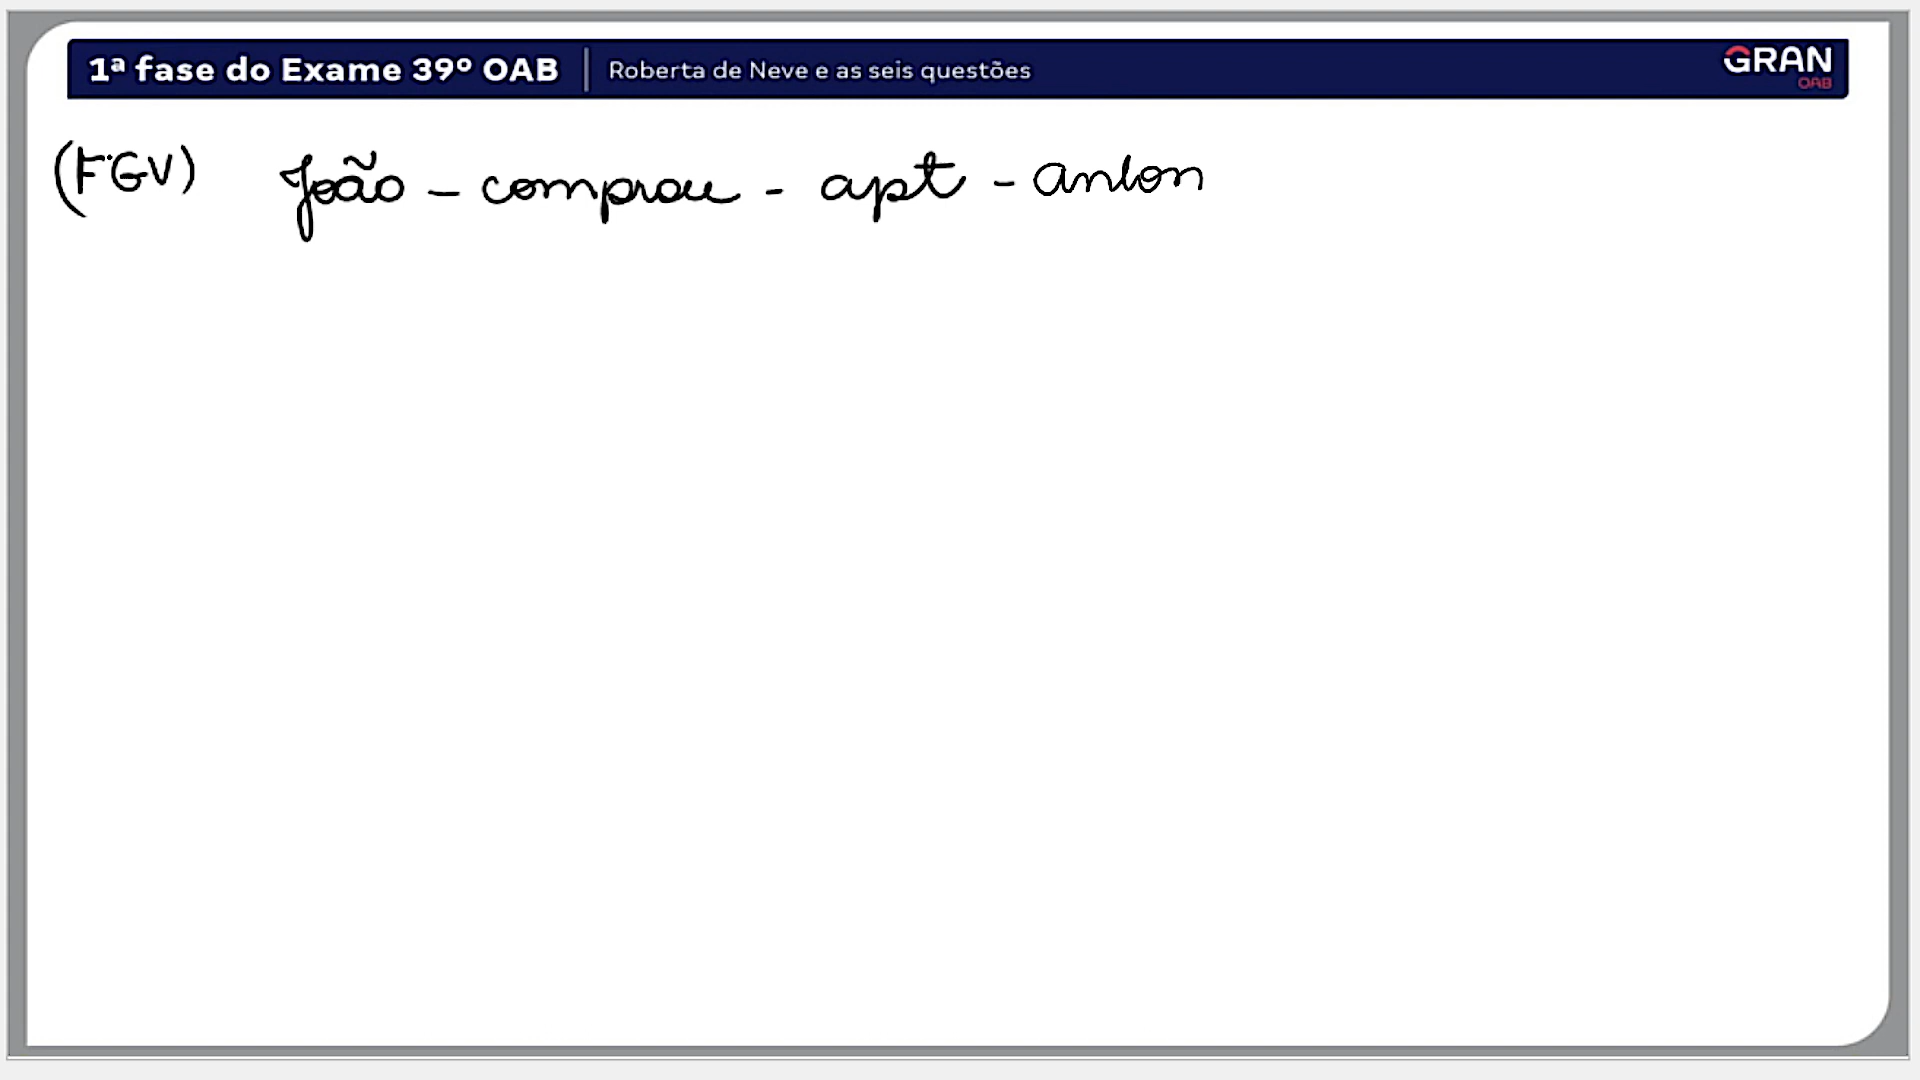 1ª fase do Exame 39º OAB | Roberta de Neve e as seis questões
GRAN
OAB
(FGV) João - comprou - apt - Anton